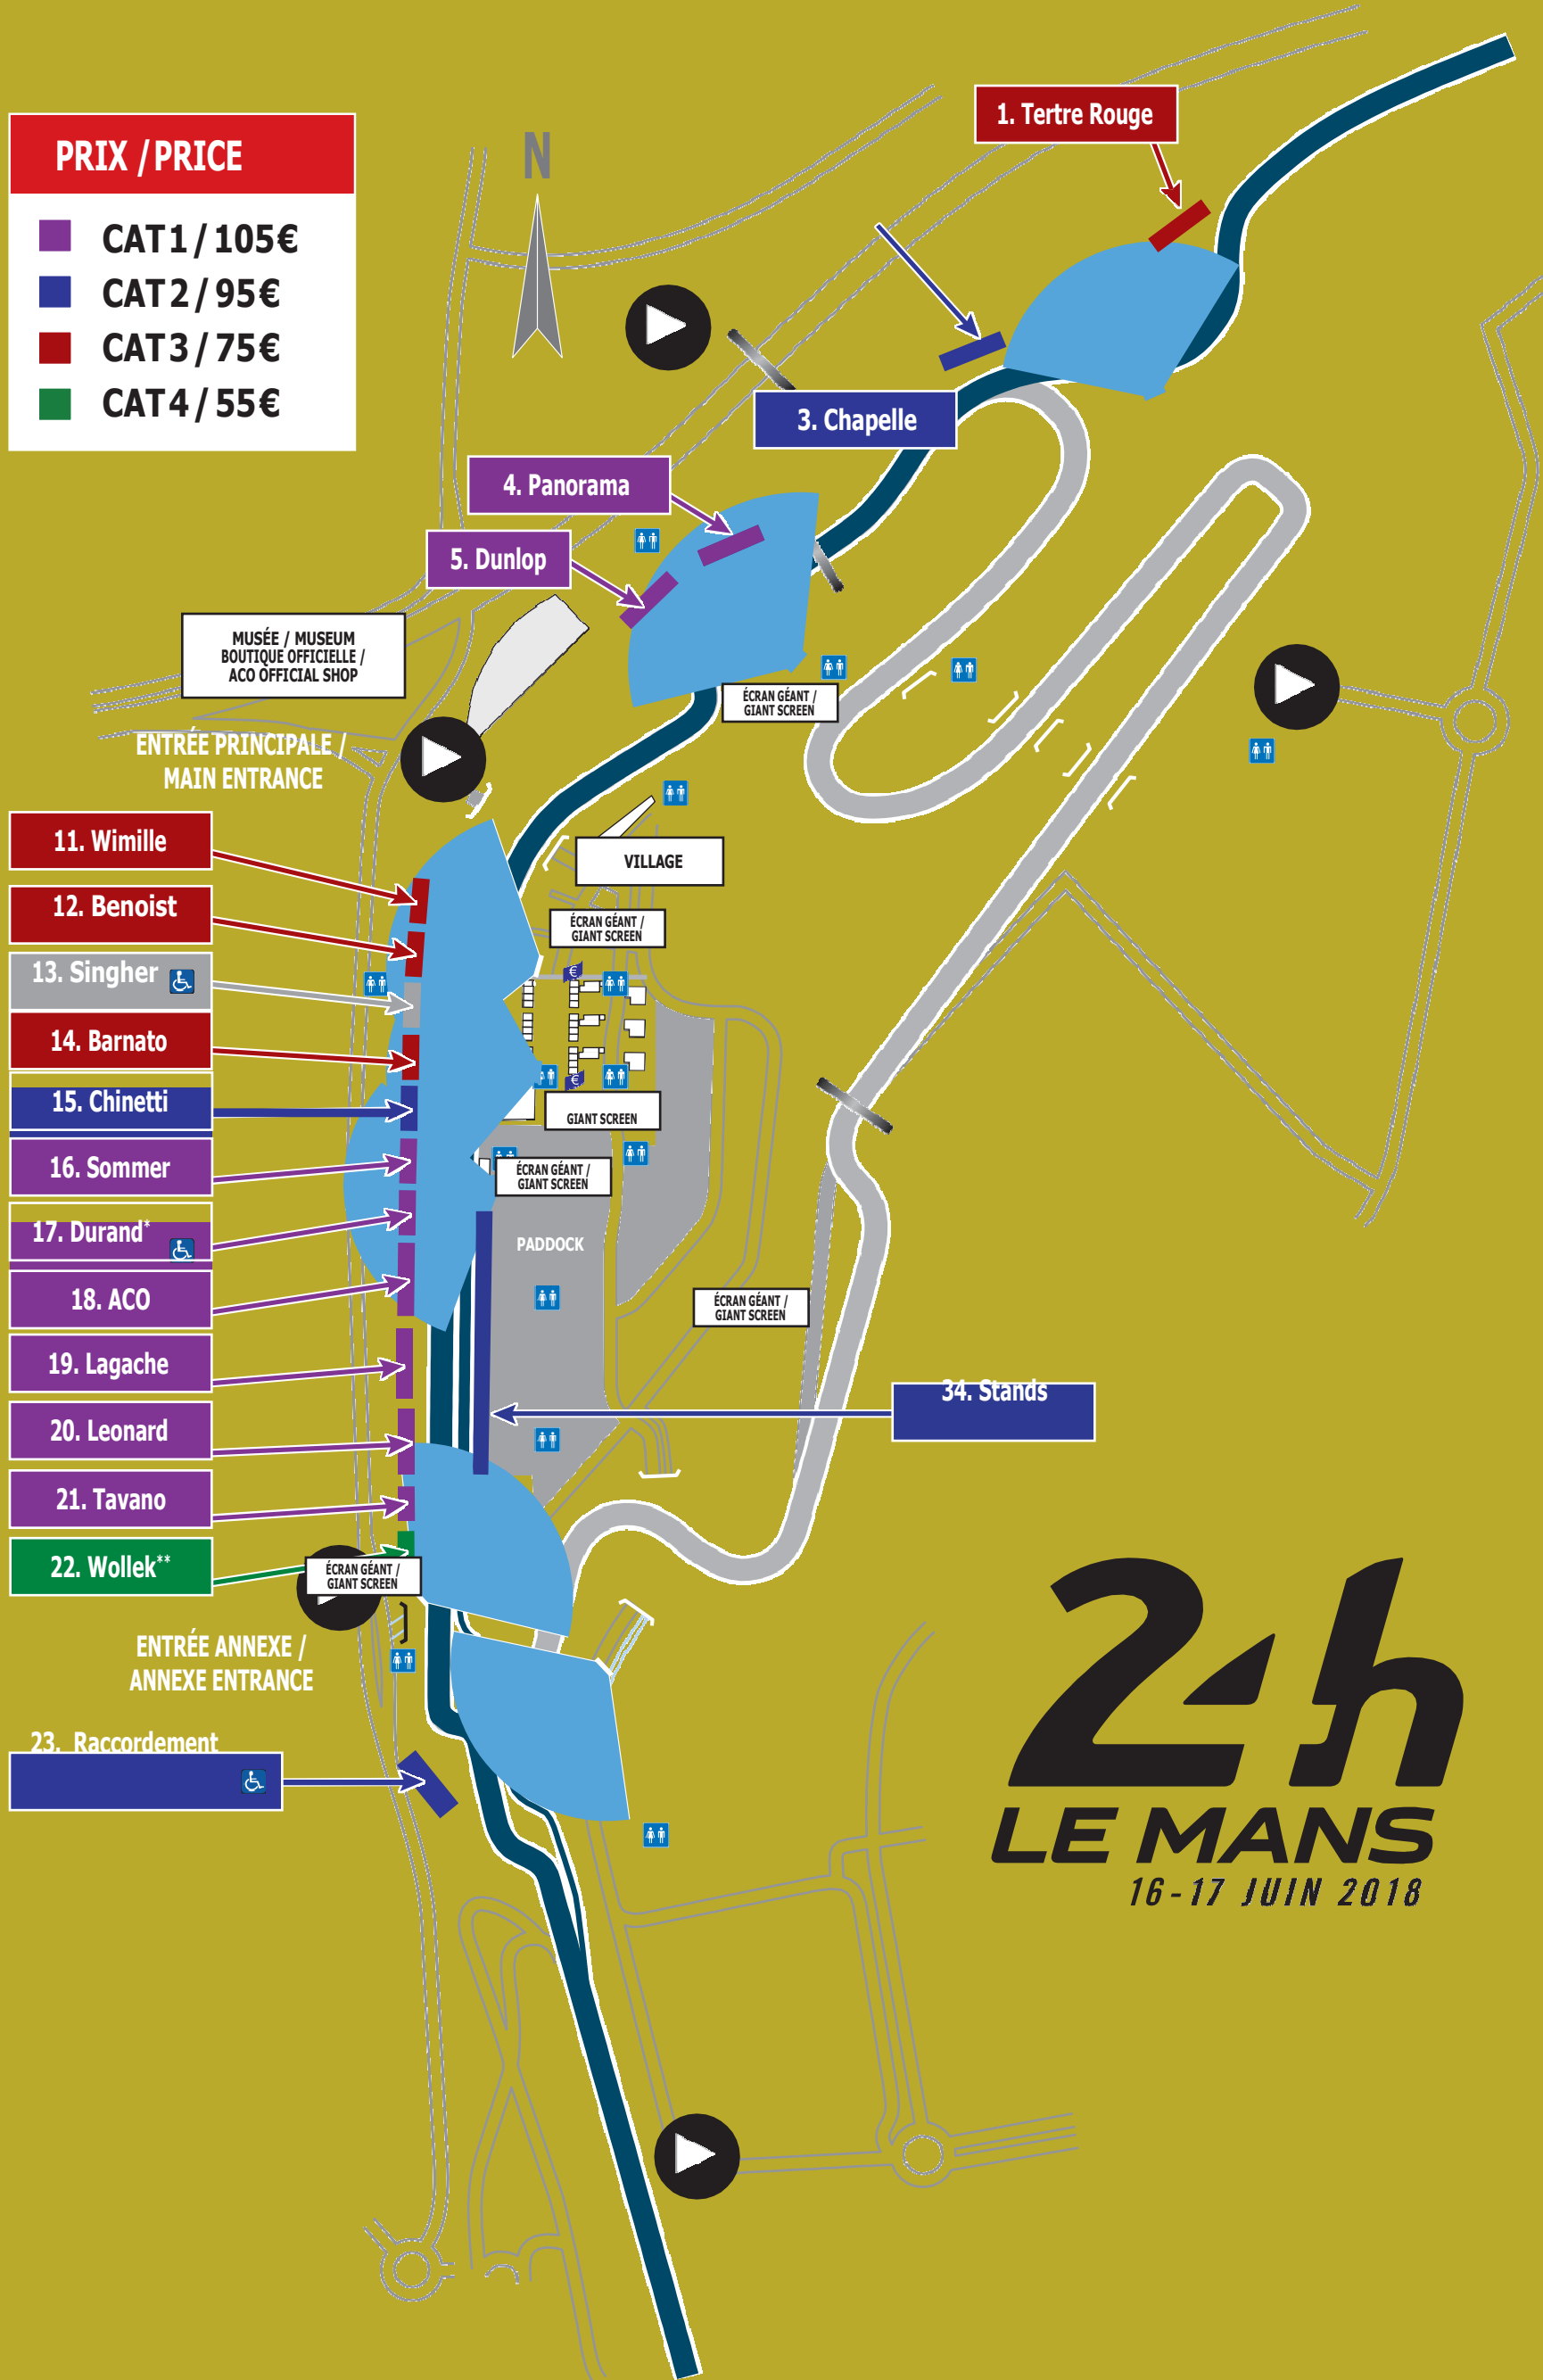 1. Tertre Rouge
PRIX / PRICE
N
CAT 1 / 105€
CAT 2 / 95€
CAT 3 / 75€
CAT 4 / 55€
3. Chapelle
4. Panorama
5. Dunlop
MUSÉE / MUSEUM
BOUTIQUE OFFICIELLE /
ACO OFFICIAL SHOP
ÉCRAN GÉANT /
GIANT SCREEN
ENTRÉE PRINCIPALE /
MAIN ENTRANCE
11. Wimille
VILLAGE
12. Benoist
ÉCRAN GÉANT /
GIANT SCREEN
13. Singher
€
14. Barnato
€
15. Chinetti
GIANT SCREEN
16. Sommer
ÉCRAN GÉANT /
GIANT SCREEN
17. Durand*
PADDOCK
18. ACO
ÉCRAN GÉANT /
GIANT SCREEN
19. Lagache
34. Stands
20. Leonard
21. Tavano
22. Wollek**
ÉCRAN GÉANT /
GIANT SCREEN
ENTRÉE ANNEXE /
ANNEXE ENTRANCE
23. Raccordement
24h
LE MANS
16-17 JUIN 2018